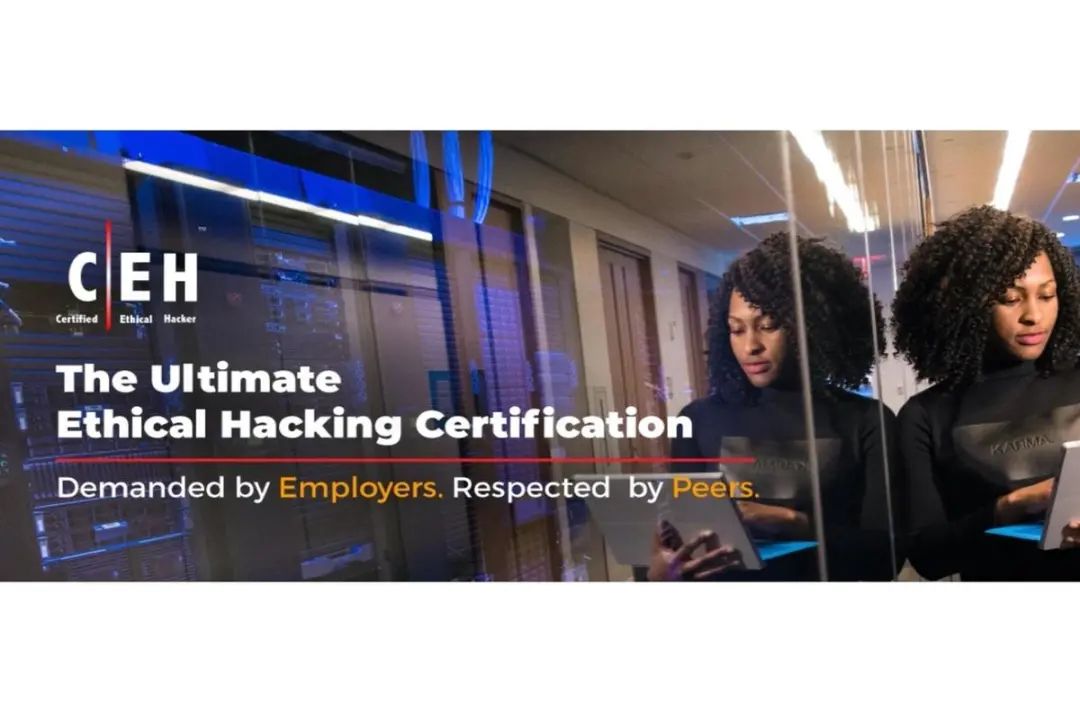 C|EH
Certified Ethical Hacker
The Ultimate
Ethical Hacking Certification
Demanded by Employers. Respected by Peers.
KARMA